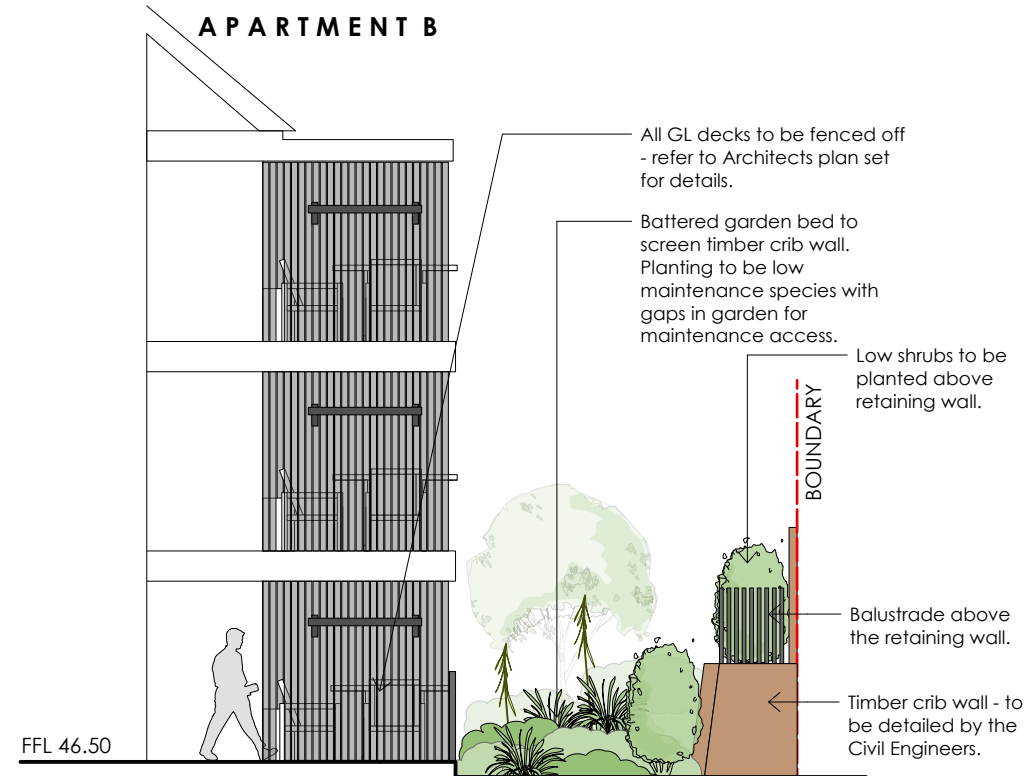 APARTMENT B
All GL decks to be fenced off
- refer to Architects plan set
for details.
Battered garden bed to
screen timber crib wall.
Planting to be low
maintenance species with
gaps in garden for
maintenance access.
Low shrubs to be
planted above
retaining wall.
BOUNDARY
Balustrade above
the retaining wall.
Timber crib wall - to
be detailed by the
Civil Engineers.
FFL 46.50